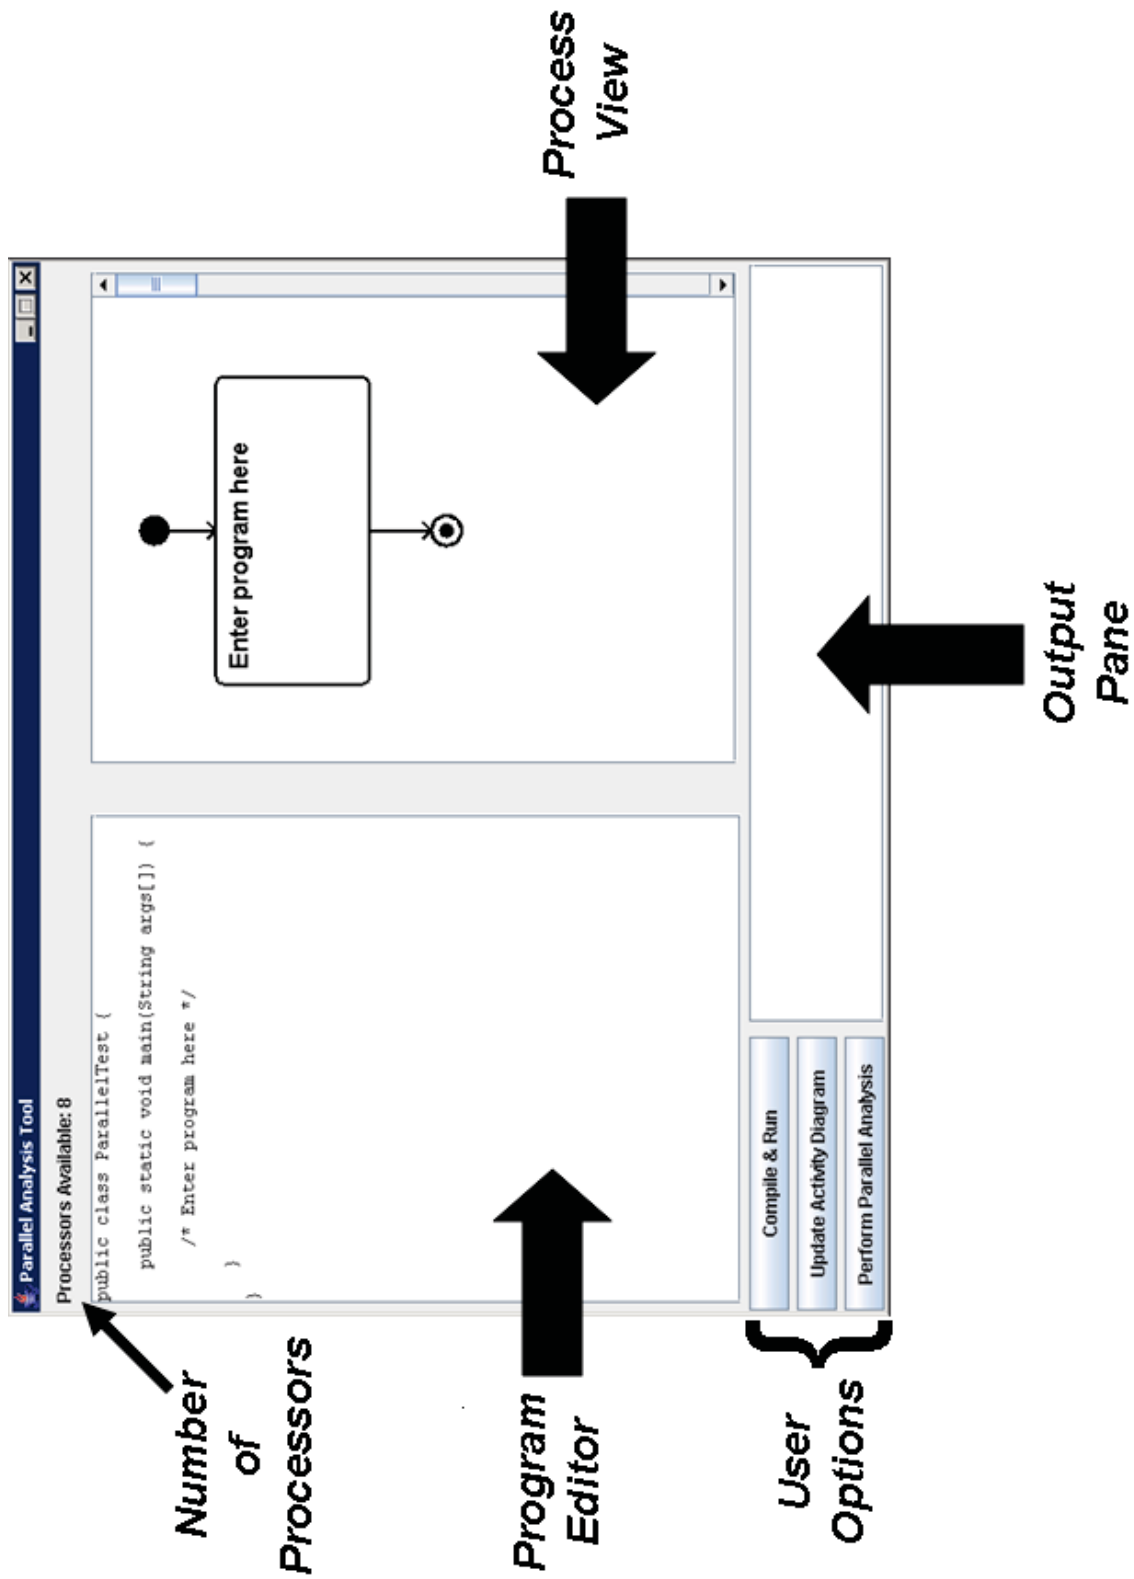 Parallel Analysis Tool
Processors Available: 8
public class ParallelTest {
public static void main(String args[]) {
/* Enter program here */
}
}
Enter program here
Compile & Run
Update Activity Diagram
Perform Parallel Analysis
Number
of
Processors
Program
Editor
User
Options
Process
View
Output
Pane